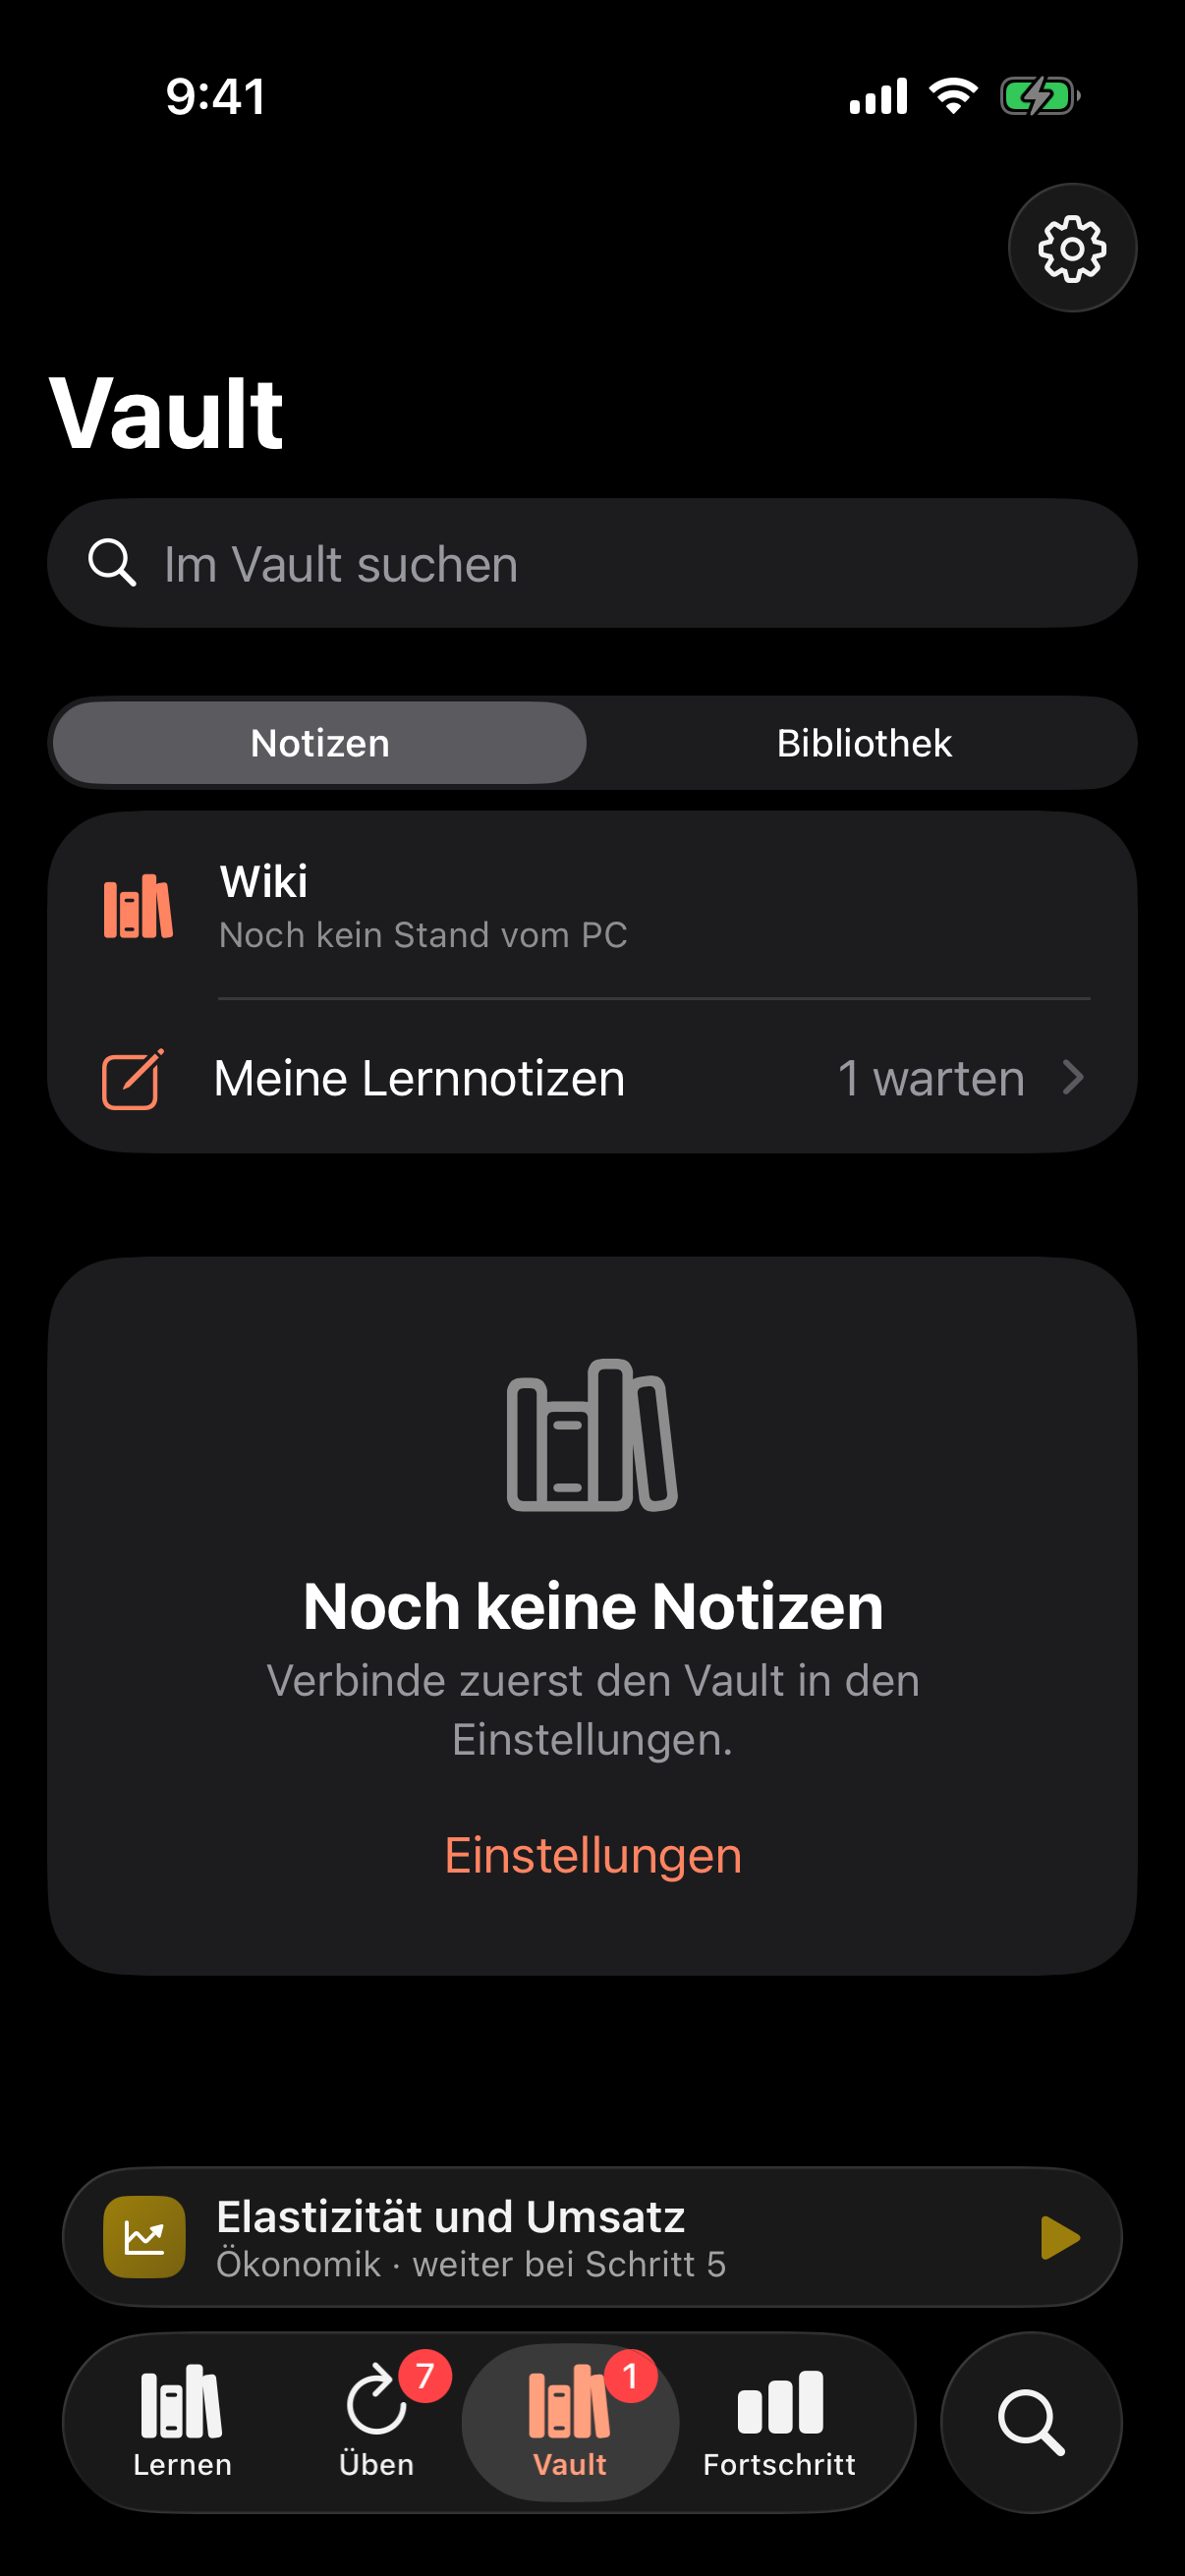 9:41
Vault
Im Vault suchen
Notizen
Bibliothek
Wiki
Noch kein Stand vom PC
Meine Lernnotizen
1 warten
Noch keine Notizen
Verbinde zuerst den Vault in den
Einstellungen.
Einstellungen
Elastizität und Umsatz
Ökonomik · weiter bei Schritt 5
7
1
Lernen
Üben
Vault
Fortschritt